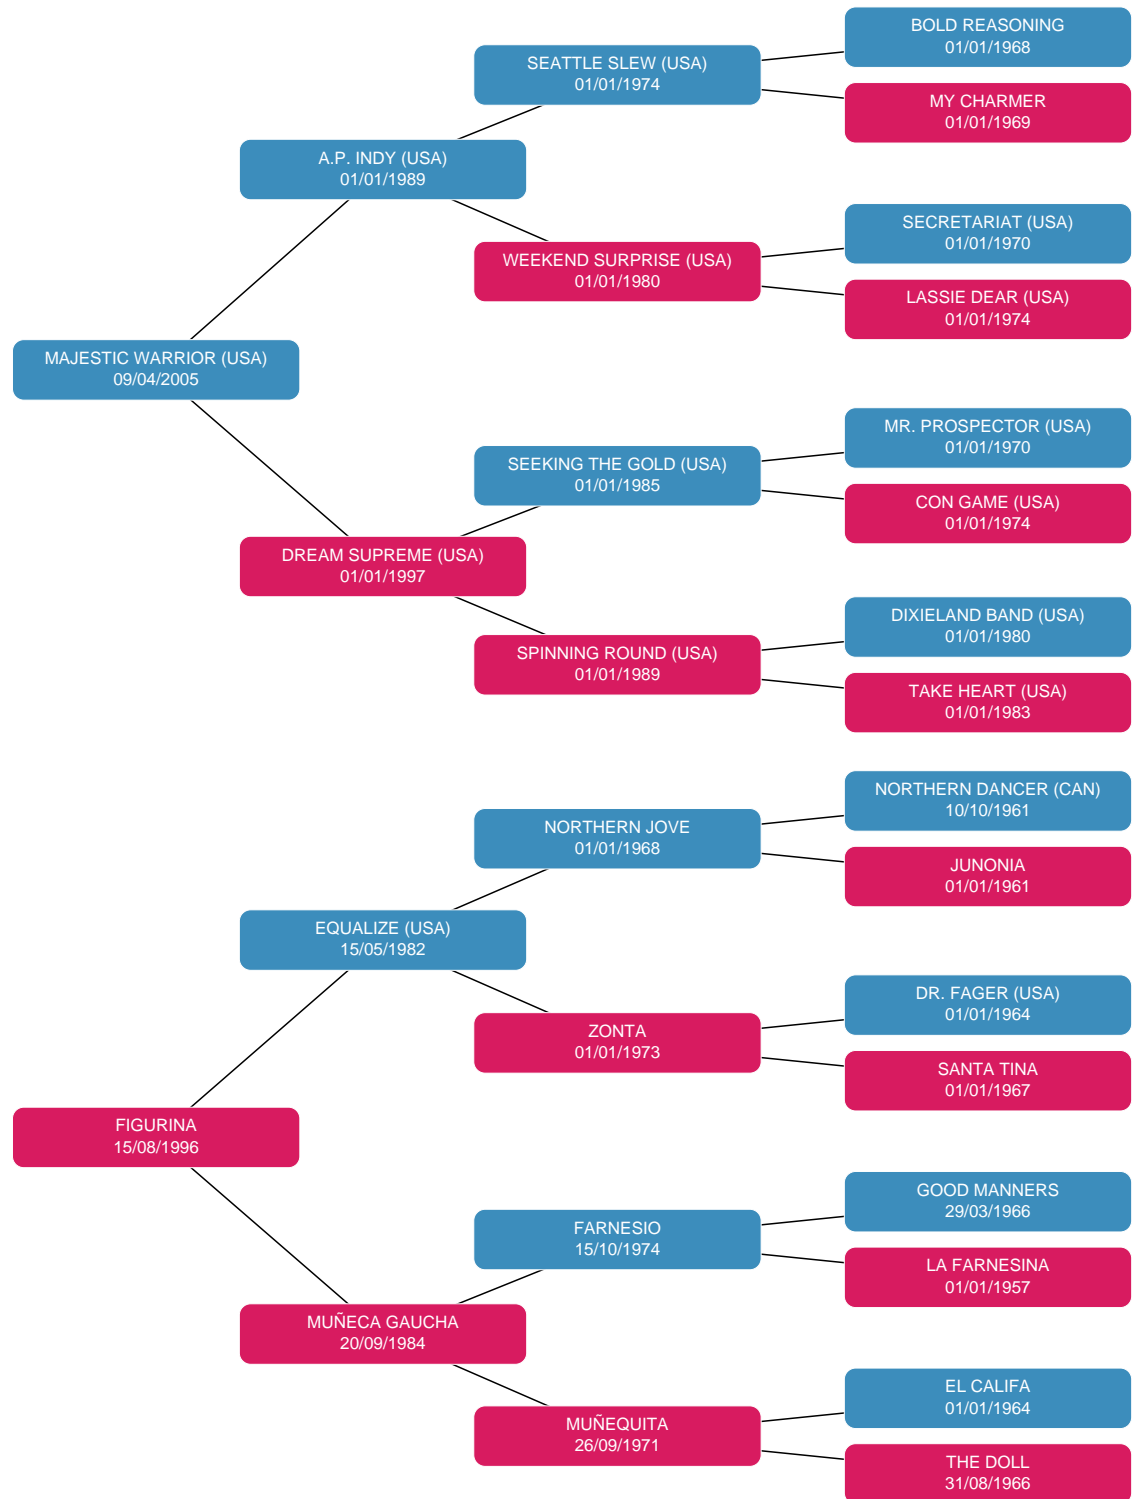 BOLD REASONING
01/01/1968
SEATTLE SLEW (USA)
01/01/1974
MY CHARMER
01/01/1969
A.P. INDY (USA)
01/01/1989
SECRETARIAT (USA)
01/01/1970
WEEKEND SURPRISE (USA)
01/01/1980
LASSIE DEAR (USA)
01/01/1974
MAJESTIC WARRIOR (USA)
09/04/2005
MR. PROSPECTOR (USA)
01/01/1970
SEEKING THE GOLD (USA)
01/01/1985
CON GAME (USA)
01/01/1974
DREAM SUPREME (USA)
01/01/1997
DIXIELAND BAND (USA)
01/01/1980
SPINNING ROUND (USA)
01/01/1989
TAKE HEART (USA)
01/01/1983
NORTHERN DANCER (CAN)
10/10/1961
NORTHERN JOVE
01/01/1968
JUNONIA
01/01/1961
EQUALIZE (USA)
15/05/1982
DR. FAGER (USA)
01/01/1964
ZONTA
01/01/1973
SANTA TINA
01/01/1967
FIGURINA
15/08/1996
GOOD MANNERS
29/03/1966
FARNESIO
15/10/1974
LA FARNESINA
01/01/1957
MUÑECA GAUCHA
20/09/1984
EL CALIFA
01/01/1964
MUÑEQUITA
26/09/1971
THE DOLL
31/08/1966